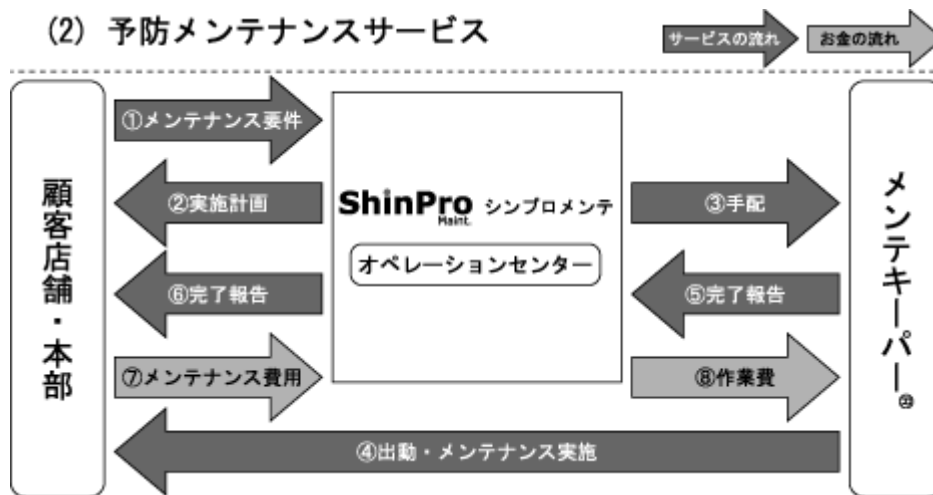 (2) 予防メンテナンスサービス
サービスの流れ
お金の流れ
顧客店舗・本部
①メンテナンス要件
②実施計画
⑥完了報告
⑦メンテナンス費用
ShinPro シンプロメンテ
Maint.
オペレーションセンター
③手配
⑤完了報告
⑧作業費
④出動・メンテナンス実施
メンテキーパー